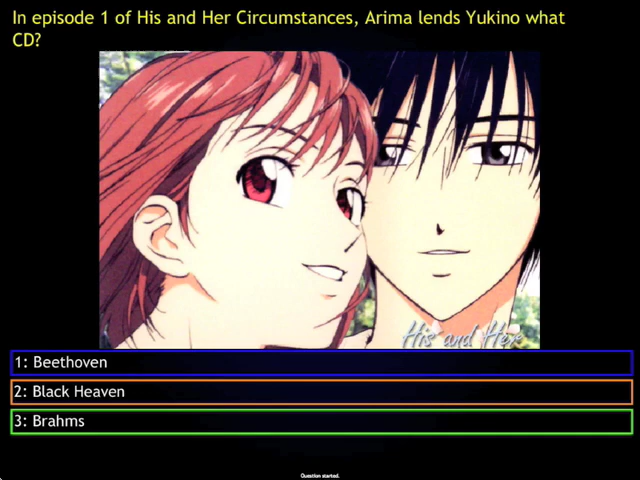 In episode 1 of His and Her Circumstances, Arima lends Yukino what
CD?
His and Her
1: Beethoven
2: Black Heaven
3: Brahms
Question started.